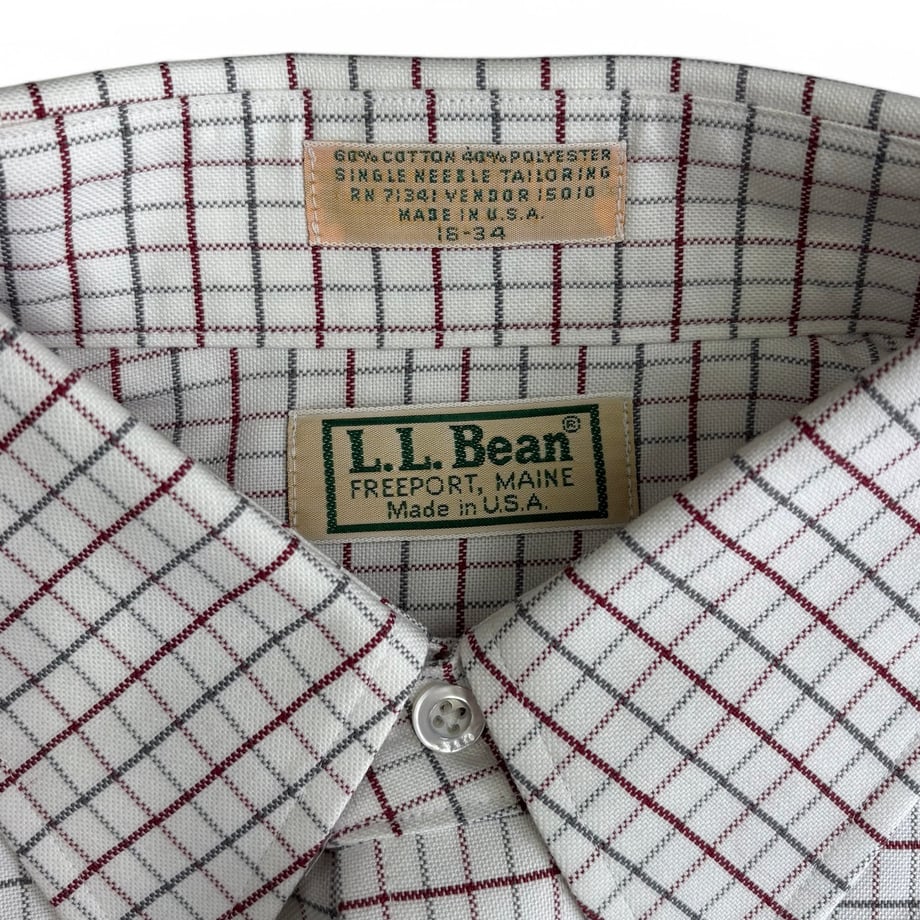 60% COTTON 40% POLYESTER
SINGLE NEEDLE TAILORING
RN 71341 VENDOR 15010
MADE IN U.S.A.
16-34
L.L. Bean®
FREEPORT, MAINE
Made in U.S.A.